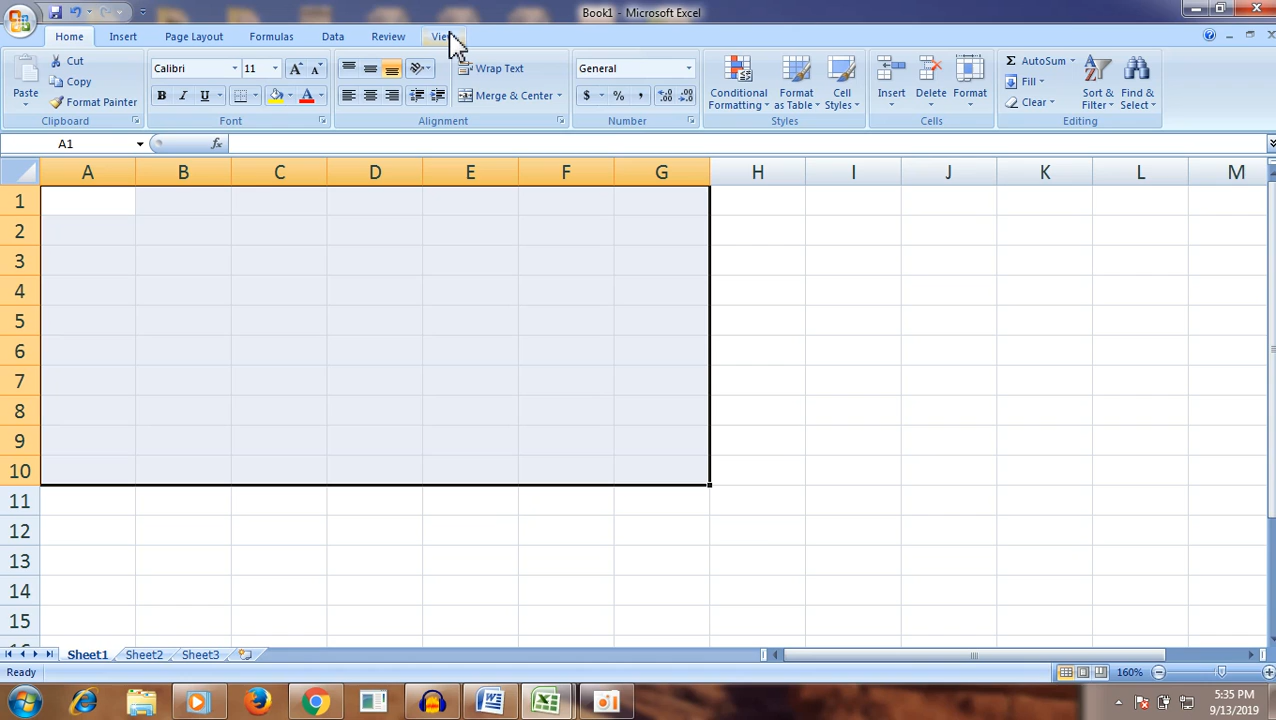 Book1 - Microsoft Excel
Home Insert Page Layout Formulas Data Review
Paste
Cut
Copy
Format Painter
Clipboard
Calibri 11
A A
B I U A
Font
Wrap Text
Merge & Center
Alignment
General
$ % ,
Number
Conditional Formatting
Format as Table
Cell Styles
Styles
Insert
Delete
Format
Cells
Σ AutoSum
Fill
Clear
Sort & Filter
Find & Select
Editing
A1 fx
A B C D E F G H I J K L M
1
2
3
4
5
6
7
8
9
10
11
12
13
14
15
Sheet1 Sheet2 Sheet3
Ready 160%
5:35 PM
9/13/2019